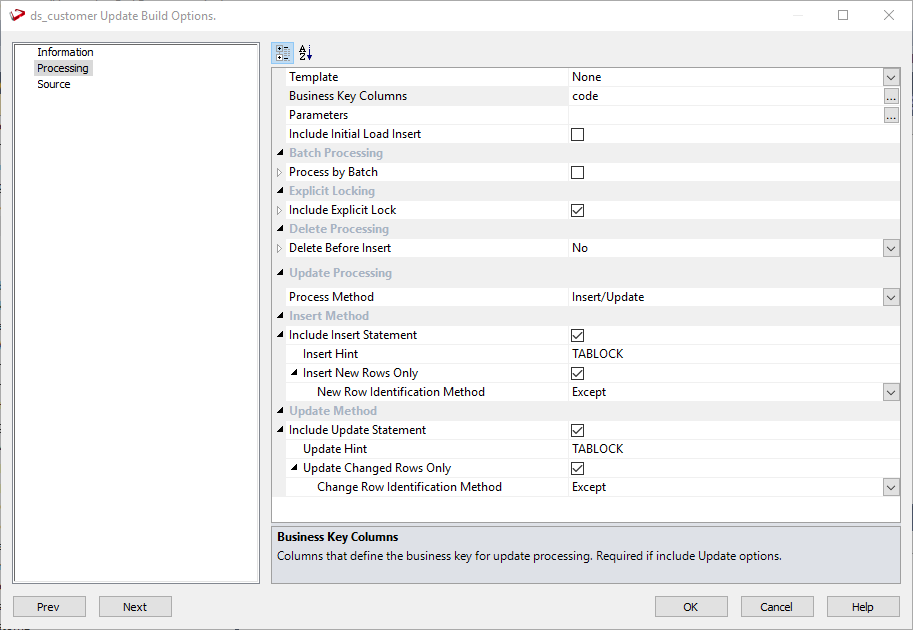 ds_customer Update Build Options.
Information
Processing
Source
Template None
Business Key Columns code
Parameters
Include Initial Load Insert
Batch Processing
Process by Batch
Explicit Locking
Include Explicit Lock
Delete Processing
Delete Before Insert No
Update Processing
Process Method Insert/Update
Insert Method
Include Insert Statement
Insert Hint TABLOCK
Insert New Rows Only
New Row Identification Method Except
Update Method
Include Update Statement
Update Hint TABLOCK
Update Changed Rows Only
Change Row Identification Method Except
Business Key Columns
Columns that define the business key for update processing. Required if include Update options.
Prev Next OK Cancel Help